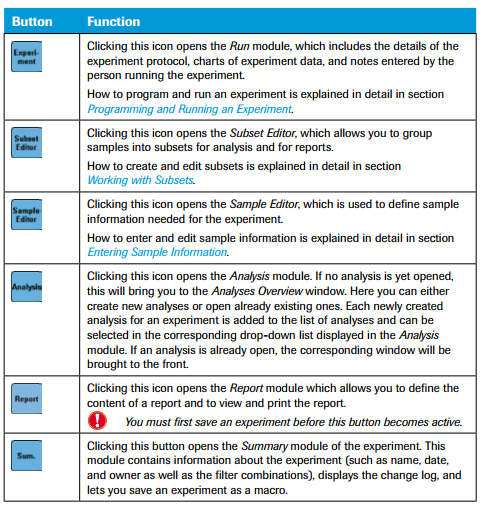 Button Function
Experi-
ment
Clicking this icon opens the Run module, which includes the details of the
experiment protocol, charts of experiment data, and notes entered by the
person running the experiment.
How to program and run an experiment is explained in detail in section
Programming and Running an Experiment.
Subset
Editor
Clicking this icon opens the Subset Editor, which allows you to group
samples into subsets for analysis and for reports.
How to create and edit subsets is explained in detail in section
Working with Subsets.
Sample
Editor
Clicking this icon opens the Sample Editor, which is used to define sample
information needed for the experiment.
How to enter and edit sample information is explained in detail in section
Entering Sample Information.
Analysis
Clicking this icon opens the Analysis module. If no analysis is yet opened,
this will bring you to the Analyses Overview window. Here you can either
create new analyses or open already existing ones. Each newly created
analysis for an experiment is added to the list of analyses and can be
selected in the corresponding drop-down list displayed in the Analysis
module. If an analysis is already open, the corresponding window will be
brought to the front.
Report
Clicking this icon opens the Report module which allows you to define the
content of a report and to view and print the report.
! You must first save an experiment before this button becomes active.
Sum.
Clicking this button opens the Summary module of the experiment. This
module contains information about the experiment (such as name, date,
and owner as well as the filter combinations), displays the change log, and
lets you save an experiment as a macro.